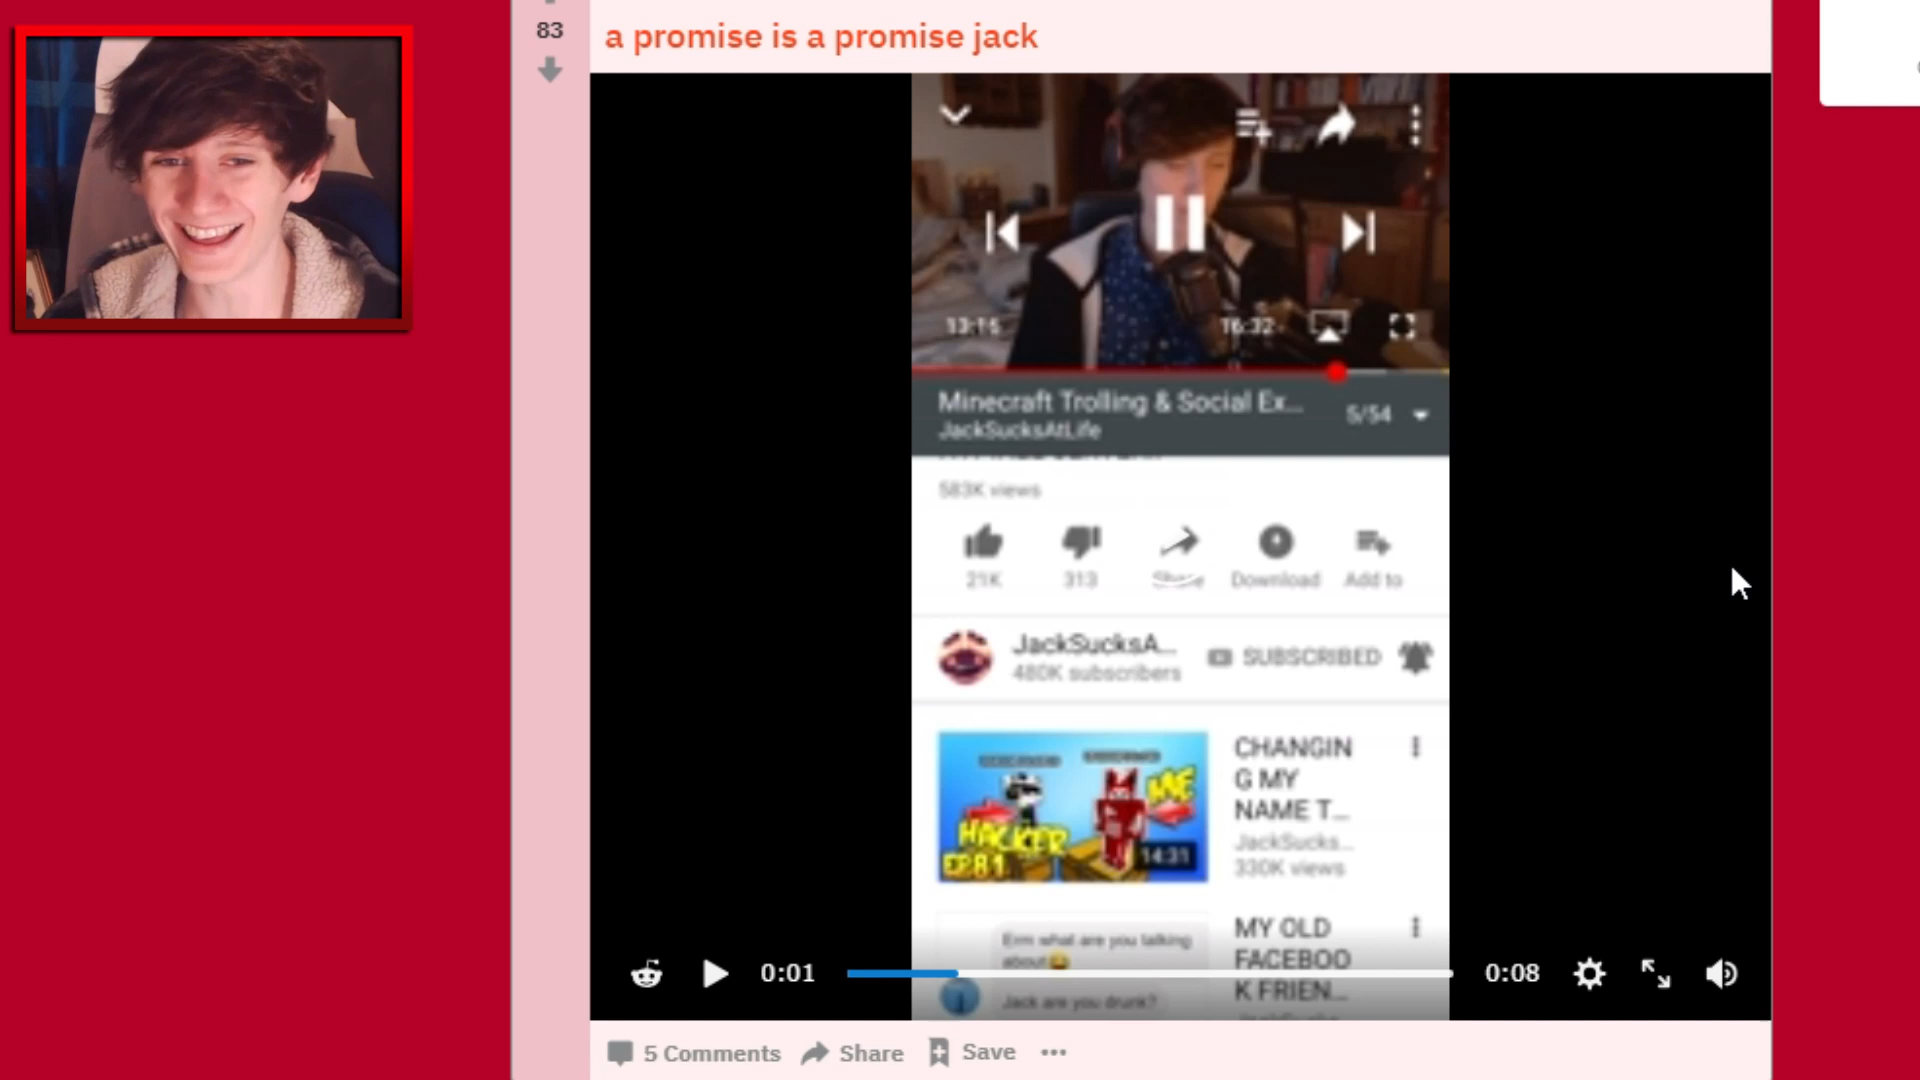 83
a promise is a promise jack
13:15
16:32
Minecraft Trolling & Social Ex...
5/54
JackSucksAtLife
583K views
21K
313
Share
Download
Add to
JackSucksA...
480K subscribers
SUBSCRIBED
CHANGIN
G MY
NAME T...
JackSucks...
330K views
ME
HACKER
EP.81
14:31
MY OLD
FACEBOO
K FRIEN...
Erm what are you talking
about
Jack are you drunk?
0:01
0:08
5 Comments
Share
Save